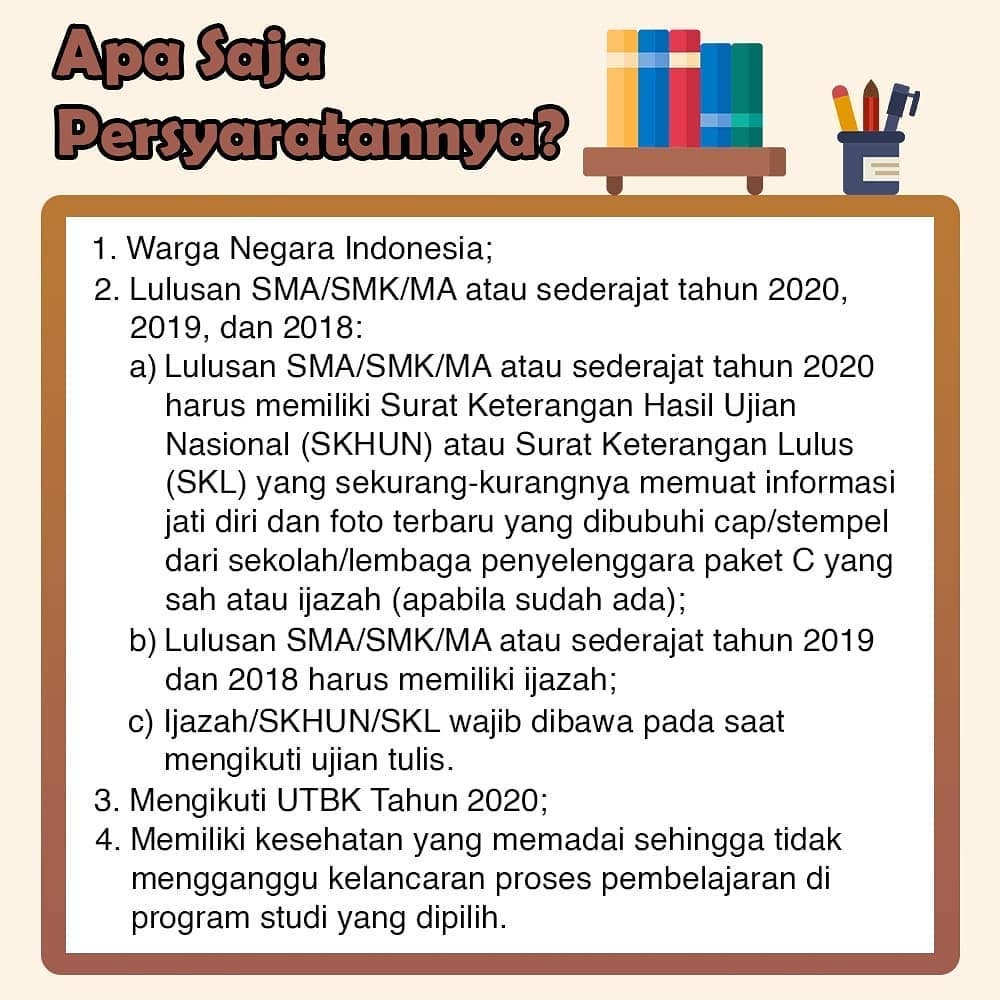 Apa Saja
Persyaratannya?
1. Warga Negara Indonesia;
2. Lulusan SMA/SMK/MA atau sederajat tahun 2020,
2019, dan 2018:
a) Lulusan SMA/SMK/MA atau sederajat tahun 2020
harus memiliki Surat Keterangan Hasil Ujian
Nasional (SKHUN) atau Surat Keterangan Lulus
(SKL) yang sekurang-kurangnya memuat informasi
jati diri dan foto terbaru yang dibubuhi cap/stempel
dari sekolah/lembaga penyelenggara paket C yang
sah atau ijazah (apabila sudah ada);
b) Lulusan SMA/SMK/MA atau sederajat tahun 2019
dan 2018 harus memiliki ijazah;
c) Ijazah/SKHUN/SKL wajib dibawa pada saat
mengikuti ujian tulis.
3. Mengikuti UTBK Tahun 2020;
4. Memiliki kesehatan yang memadai sehingga tidak
mengganggu kelancaran proses pembelajaran di
program studi yang dipilih.